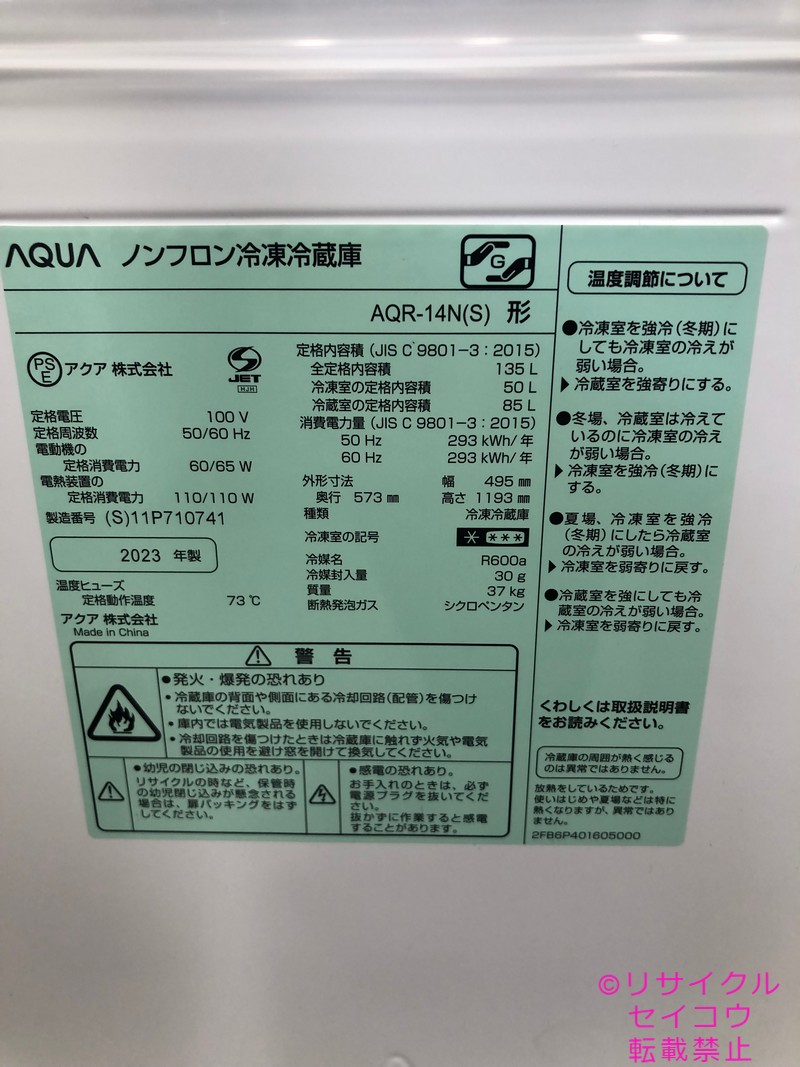 AQUA ノンフロン冷凍冷蔵庫
G
AQR-14N(S) 形
PS E アクア 株式会社
JET
HJH
定格電圧 100 V
定格周波数 50/60 Hz
電動機の
定格消費電力 60/65 W
電熱装置の
定格消費電力 110/110 W
製造番号 (S)11P710741
2023 年製
温度ヒューズ
定格動作温度 73 ℃
アクア 株式会社
Made in China
定格内容積 (JIS C 9801-3：2015)
全定格内容積 135 L
冷凍室の定格内容積 50 L
冷蔵室の定格内容積 85 L
消費電力量 (JIS C 9801-3：2015)
50 Hz 293 kWh/年
60 Hz 293 kWh/年
外形寸法 幅 495 ㎜
奥行 573 ㎜ 高さ 1193 ㎜
種類 冷凍冷蔵庫
冷凍室の記号 * ***
冷媒名 R600a
冷媒封入量 30 g
質量 37 kg
断熱発泡ガス シクロペンタン
警 告
●発火・爆発の恐れあり
・冷蔵庫の背面や側面にある冷却回路(配管)を傷つけ
ないでください。
・庫内では電気製品を使用しないでください。
・冷却回路を傷つけたときは冷蔵庫に触れず火気や電気
製品の使用を避け窓を開けて換気してください。
●幼児の閉じ込みの恐れあり。
リサイクルの時など、保管時
の幼児閉じ込みが懸念される
場合は、扉パッキングをはず
してください。
●感電の恐れあり。
お手入れのときは、必ず
電源プラグを抜いてくだ
さい。
抜かずに作業すると感電
することがあります。
温度調節について
●冷凍室を強冷(冬期)に
しても冷凍室の冷えが
弱い場合。
▶冷蔵室を強寄りにする。
●冬場、冷蔵室は冷えて
いるのに冷凍室の冷え
が弱い場合。
▶冷凍室を強冷(冬期)に
する。
●夏場、冷凍室を強冷
(冬期)にしたら冷蔵室
の冷えが弱い場合。
▶冷凍室を弱寄りに戻す。
●冷蔵室を強にしても冷
蔵室の冷えが弱い場合。
▶冷凍室を弱寄りに戻す。
くわしくは取扱説明書
をお読みください。
冷蔵庫の周囲が熱く感じる
のは異常ではありません。
放熱をしているためです。
使いはじめや夏場などは特に
熱くなりますが、異常ではあり
ません。
2FB6P401605000
©リサイクル
セイコウ
転載禁止